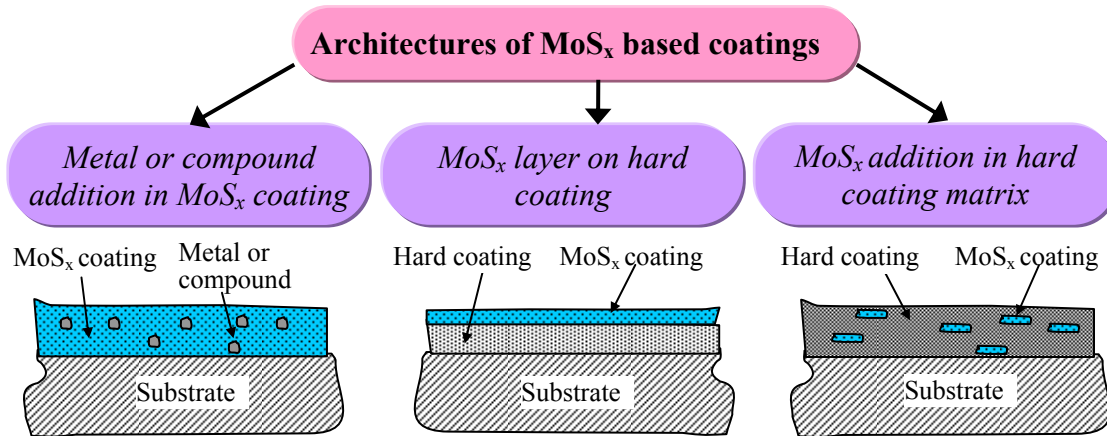 Architectures of MoSx based coatings
Metal or compound
addition in MoSx coating
MoSx layer on hard
coating
MoSx addition in hard
coating matrix
MoSx coating
Metal or
compound
Hard coating
MoSx coating
Hard coating
MoSx coating
Substrate
Substrate
Substrate